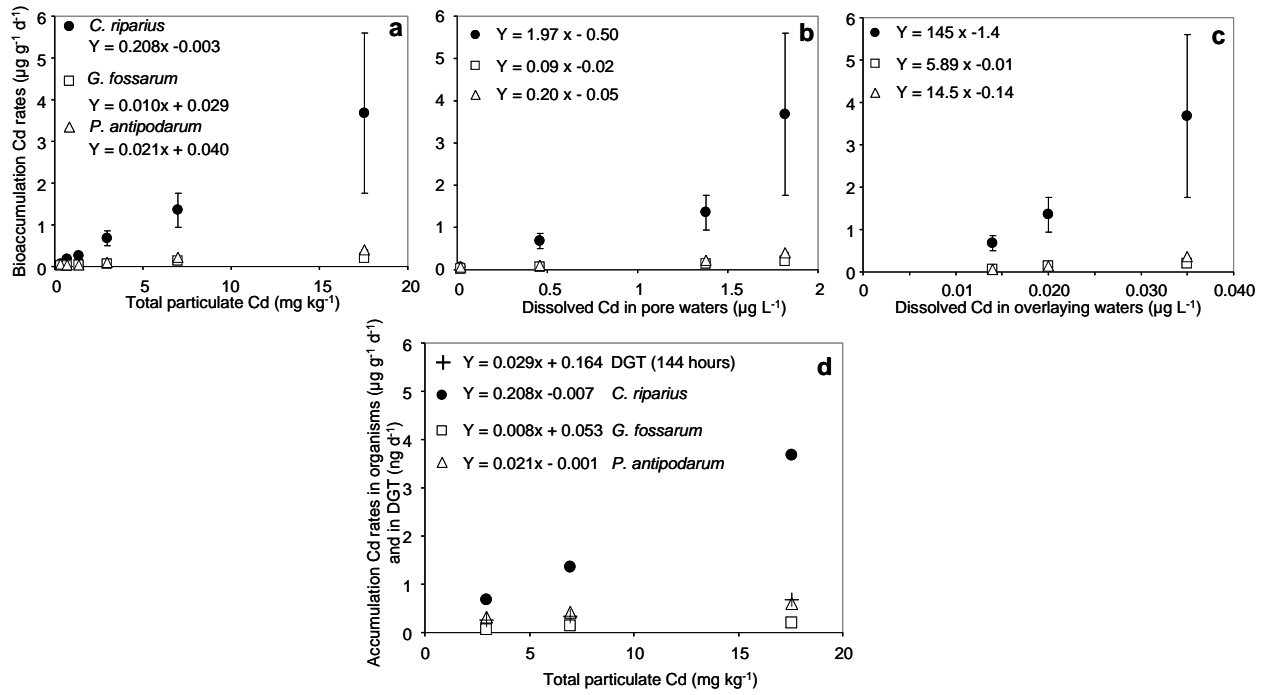 a
C. riparius
Y = 0.208x -0.003
G. fossarum
Y = 0.010x + 0.029
P. antipodarum
Y = 0.021x + 0.040
Bioaccumulation Cd rates (µg g⁻¹ d⁻¹)
6
5
4
3
2
1
0
0 5 10 15 20
Total particulate Cd (mg kg⁻¹)
b
Y = 1.97 x - 0.50
Y = 0.09 x -0.02
Y = 0.20 x - 0.05
6
5
4
3
2
1
0
0 0.5 1 1.5 2
Dissolved Cd in pore waters (µg L⁻¹)
c
Y = 145 x -1.4
Y = 5.89 x -0.01
Y = 14.5 x -0.14
6
5
4
3
2
1
0
0 0.01 0.020 0.030 0.040
Dissolved Cd in overlaying waters (µg L⁻¹)
d
Y = 0.029x + 0.164 DGT (144 hours)
Y = 0.208x -0.007 C. riparius
Y = 0.008x + 0.053 G. fossarum
Y = 0.021x - 0.001 P. antipodarum
Accumulation Cd rates in organisms (µg g⁻¹ d⁻¹)
and in DGT (ng d⁻¹)
6
5
4
3
2
1
0
0 5 10 15 20
Total particulate Cd (mg kg⁻¹)